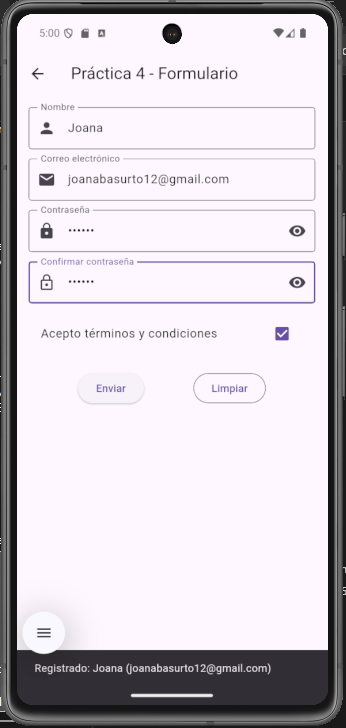 5:00
Práctica 4 - Formulario
Nombre
Joana
Correo electrónico
joanabasurto12@gmail.com
Contraseña
••••••
Confirmar contraseña
••••••
Acepto términos y condiciones
Enviar Limpiar
Registrado: Joana (joanabasurto12@gmail.com)